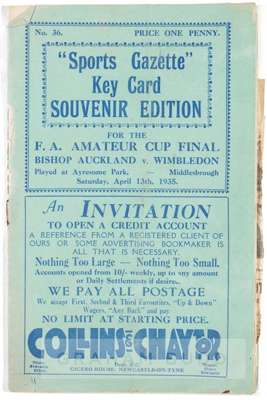 No. 36. PRICE ONE PENNY.
"Sports Gazette"
Key Card
SOUVENIR EDITION
FOR THE
F. A. AMATEUR CUP FINAL
BISHOP AUCKLAND v. WIMBLEDON
Played at Ayresome Park, — Middlesbrough
Saturday, April 13th, 1935.
An INVITATION
TO OPEN A CREDIT ACCOUNT
A REFERENCE FROM A REGISTERED CLIENT OF
OURS OR SOME ADVERTISING BOOKMAKER IS
ALL THAT IS NECESSARY.
Nothing Too Large — Nothing Too Small,
Accounts opened from 10/- weekly, up to any amount
or Daily Settlements if desired.
WE PAY ALL POSTAGE
We accept First, Second & Third Favourites, "Up & Down"
Wagers, "Any Back" and pay
NO LIMIT AT STARTING PRICE.
COLLINS CHAYTOR
CICERO HOUSE, NEWCASTLE-ON-TYNE